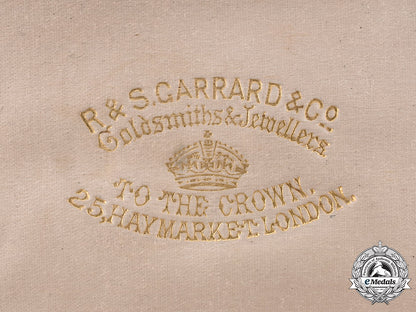 R & S. GARRARD & Co
Goldsmiths & Jewellers.
TO THE CROWN,
25, HAYMARKET. LONDON.
eMedals